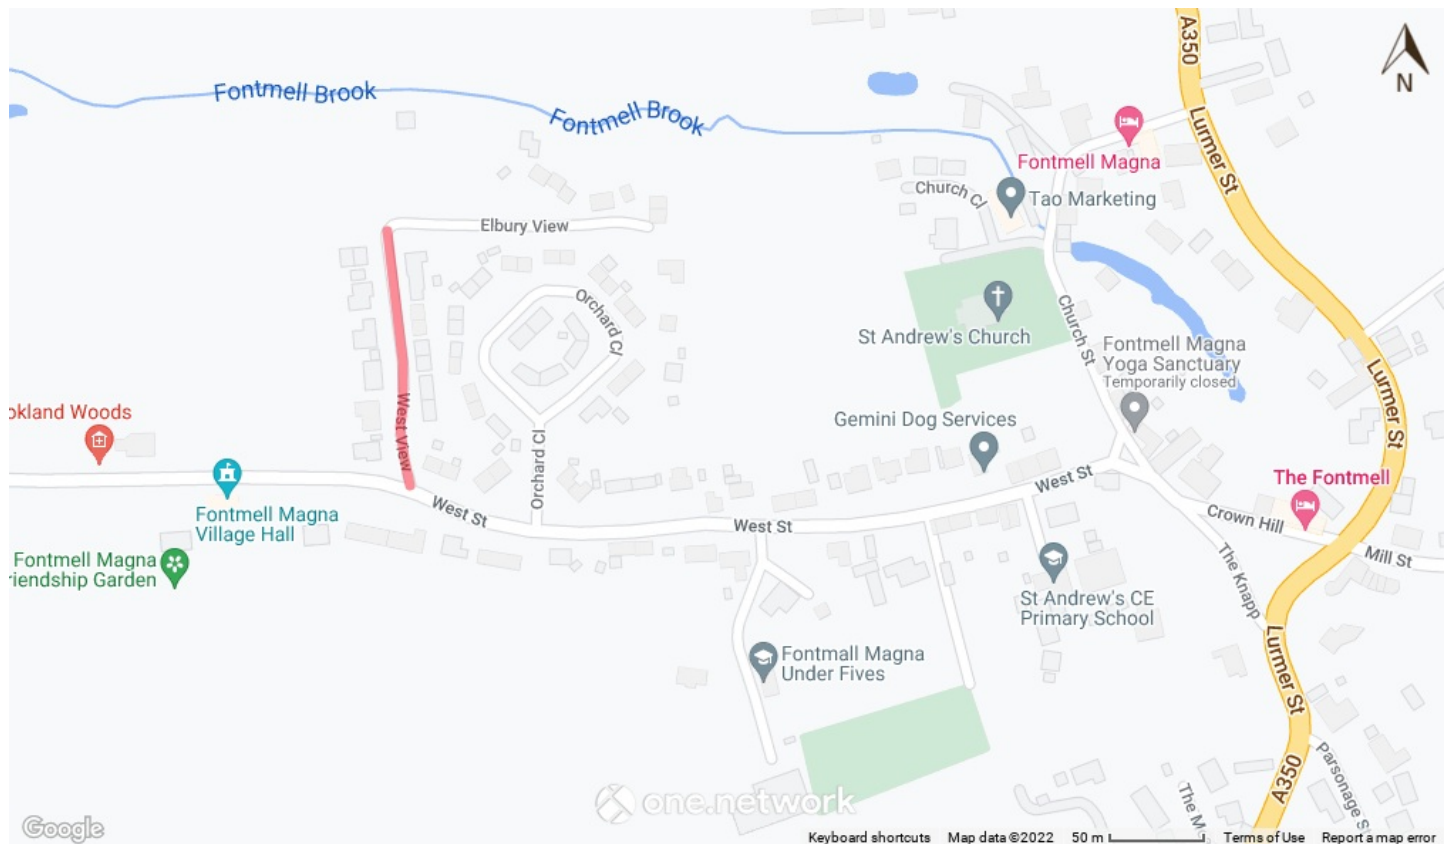 A350
N
Fontmell Brook
Fontmell Brook
Lurmer St
Fontmell Magna
Church Cl
Tao Marketing
Elbury View
Orchard Cl
Church St
St Andrew's Church
Fontmell Magna
Yoga Sanctuary
Temporarily closed
Lurmer St
West View
okland Woods
Gemini Dog Services
Orchard Cl
West St
The Fontmell
Fontmell Magna
Village Hall
West St
West St
Crown Hill
Mill St
Fontmell Magna
riendship Garden
The Knapp
St Andrew's CE
Primary School
Fontmall Magna
Under Fives
Lurmer St
A350
Parsonage S
The M
one.network
Google
Keyboard shortcuts Map data ©2022 50 m Terms of Use Report a map error